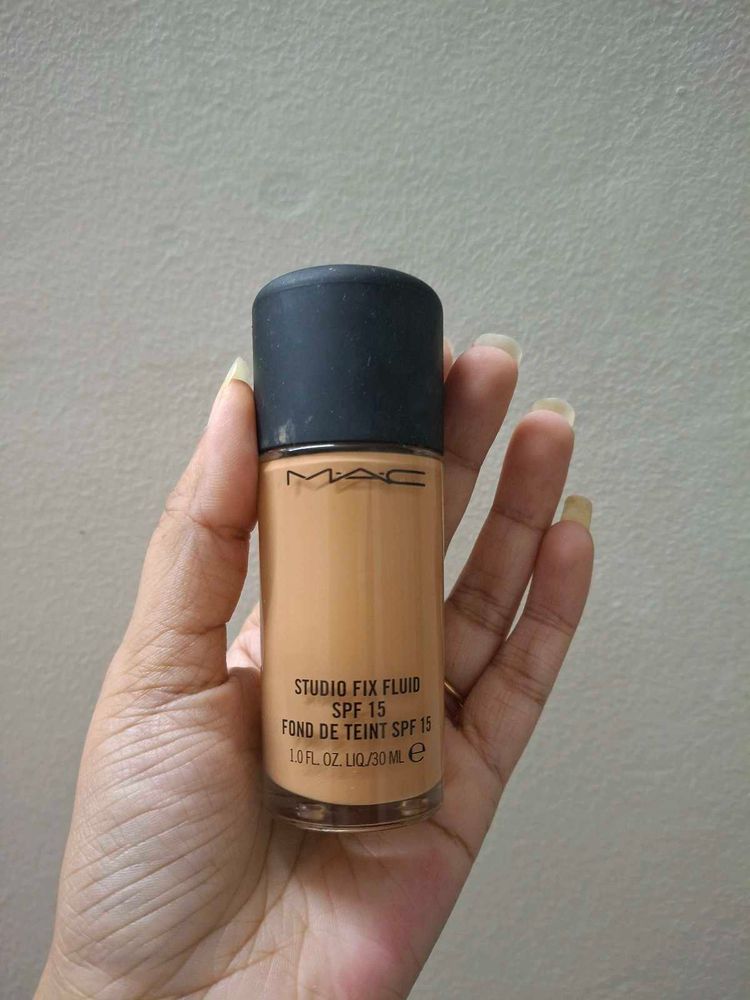 M·A·C
STUDIO FIX FLUID
SPF 15
FOND DE TEINT SPF 15
1.0 FL. OZ. LIQ./30 ML ℮